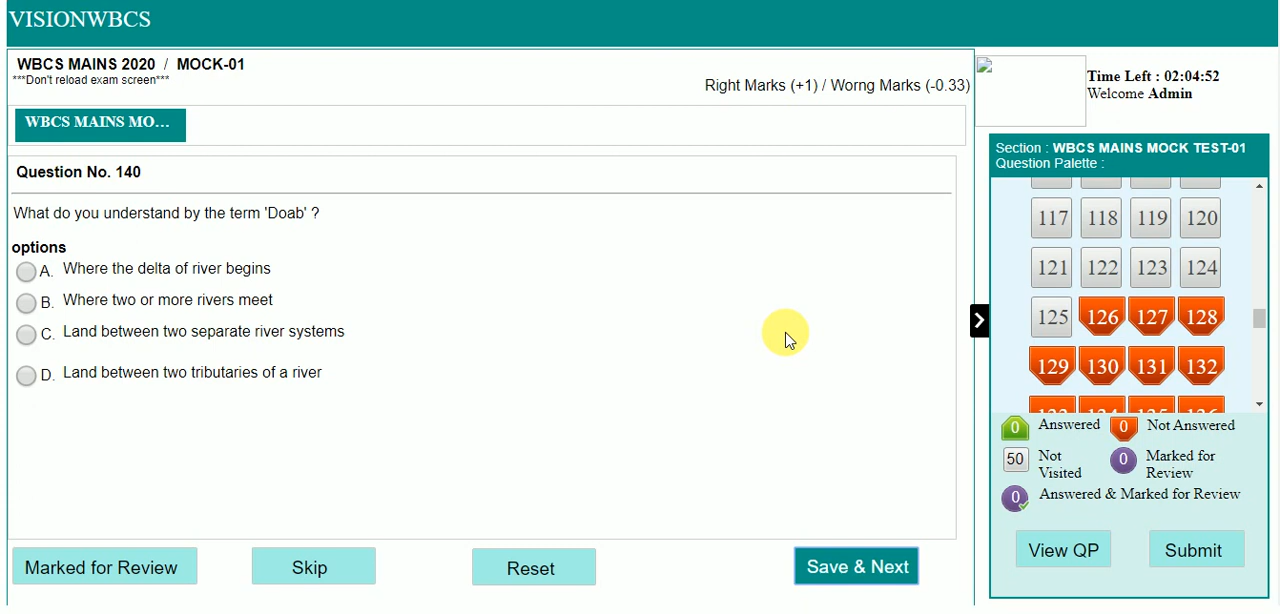 VISIONWBCS
WBCS MAINS 2020 / MOCK-01
***Don't reload exam screen***
Right Marks (+1) / Worng Marks (-0.33)
Time Left : 02:04:52
Welcome Admin
WBCS MAINS MO...
Section : WBCS MAINS MOCK TEST-01
Question Palette :
Question No. 140
What do you understand by the term 'Doab' ?
options
A. Where the delta of river begins
B. Where two or more rivers meet
C. Land between two separate river systems
D. Land between two tributaries of a river
117 118 119 120
121 122 123 124
125 126 127 128
129 130 131 132
133 134 135 136
0 Answered 0 Not Answered
50 Not Visited 0 Marked for Review
0 Answered & Marked for Review
View QP Submit
Marked for Review Skip Reset Save & Next